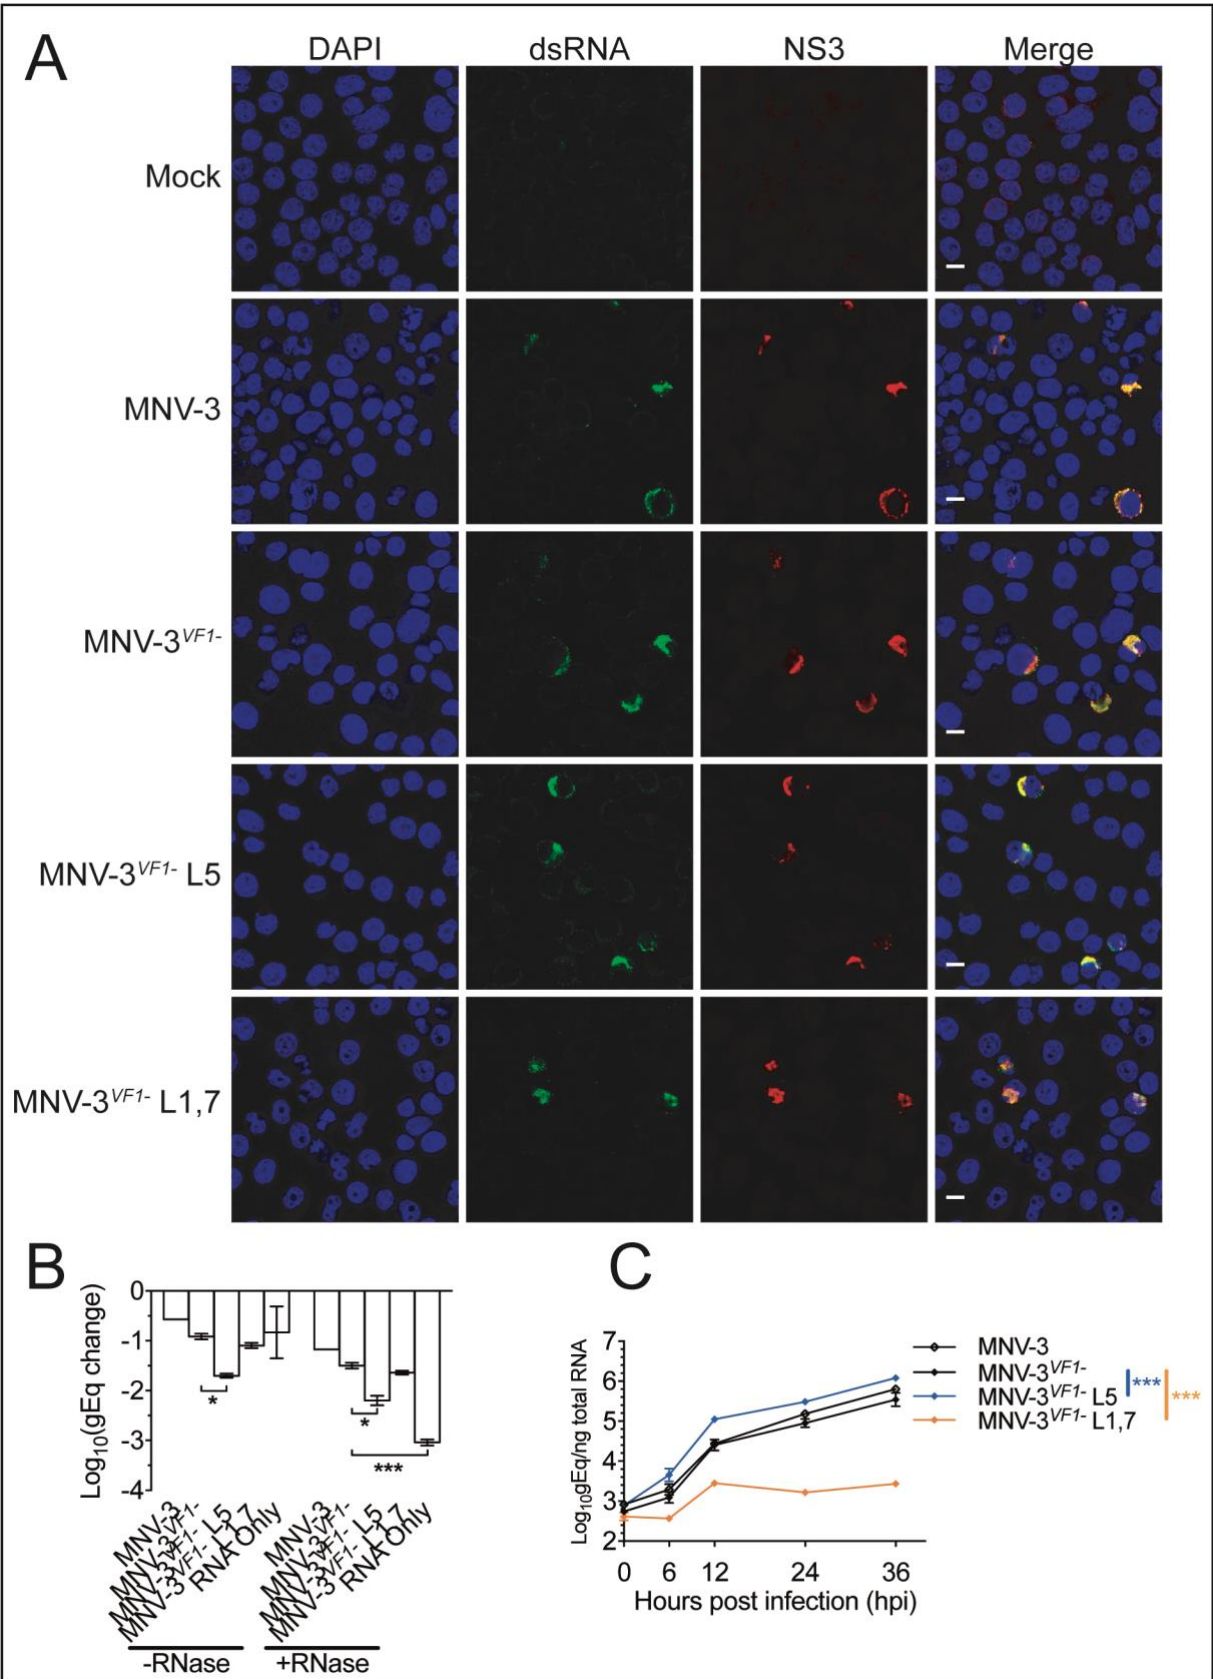 A
DAPI dsRNA NS3 Merge
Mock
MNV-3
MNV-3VF1-
MNV-3VF1- L5
MNV-3VF1- L1,7
B
Log10(gEq change)
0
-1
-2
-3
-4
*
*
***
MNV-3
MNV-3VF1-
MNV-3VF1- L5
MNV-3VF1- L1,7
RNA Only
MNV-3
MNV-3VF1-
MNV-3VF1- L5
MNV-3VF1- L1,7
RNA Only
-RNase +RNase
C
Log10gEq/ng total RNA
7
6
5
4
3
2
0 6 12 24 36
Hours post infection (hpi)
MNV-3
MNV-3VF1-
MNV-3VF1- L5
MNV-3VF1- L1,7
***
***